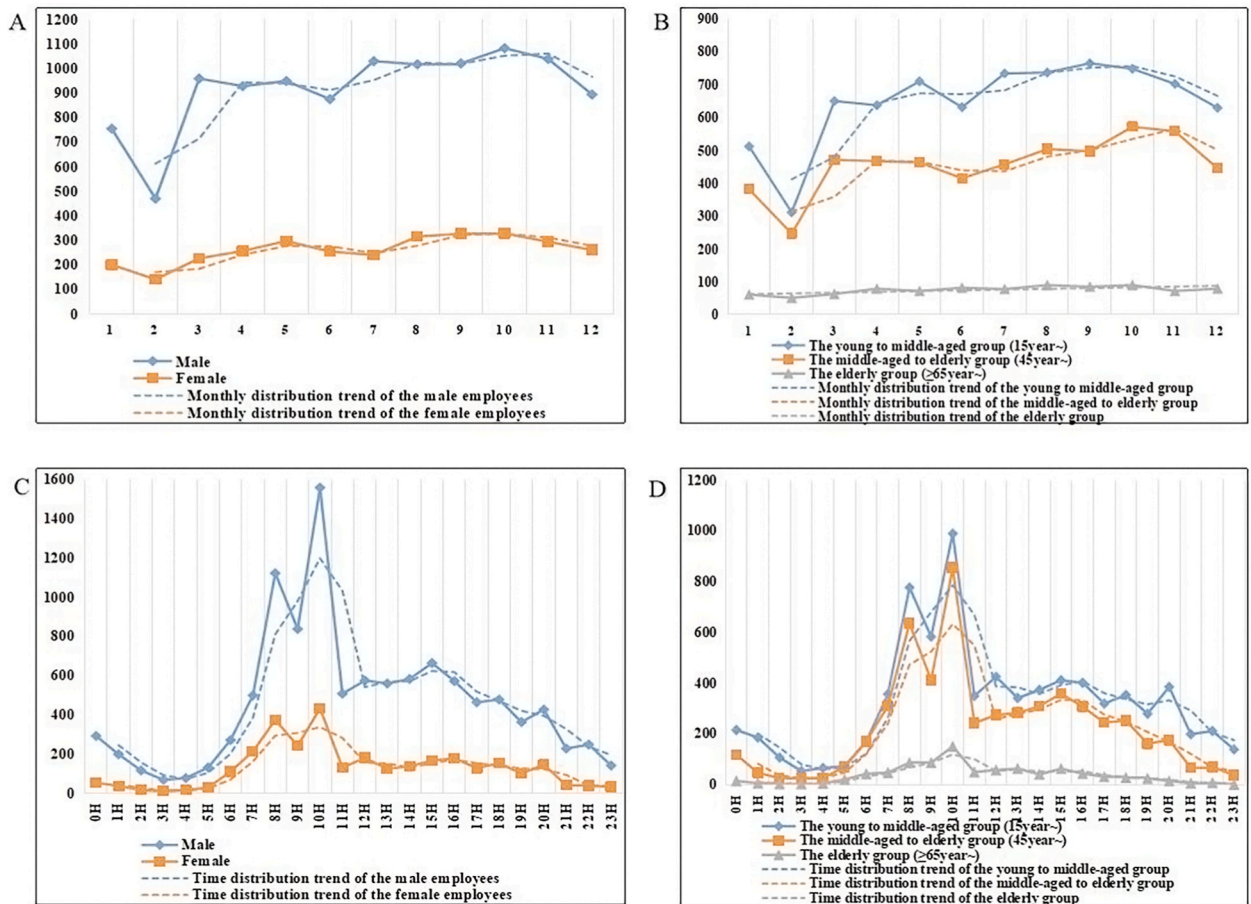 A
1200
1100
1000
900
800
700
600
500
400
300
200
100
0
1 2 3 4 5 6 7 8 9 10 11 12
Male
Female
Monthly distribution trend of the male employees
Monthly distribution trend of the female employees
B
900
800
700
600
500
400
300
200
100
0
1 2 3 4 5 6 7 8 9 10 11 12
The young to middle-aged group (15year~)
The middle-aged to elderly group (45year~)
The elderly group (≥65year~)
Monthly distribution trend of the young to middle-aged group
Monthly distribution trend of the middle-aged to elderly group
Monthly distribution trend of the elderly group
C
1600
1400
1200
1000
800
600
400
200
0
0H 1H 2H 3H 4H 5H 6H 7H 8H 9H 10H 11H 12H 13H 14H 15H 16H 17H 18H 19H 20H 21H 22H 23H
Male
Female
Time distribution trend of the male employees
Time distribution trend of the female employees
D
1200
1000
800
600
400
200
0
0H 1H 2H 3H 4H 5H 6H 7H 8H 9H 10H 11H 12H 13H 14H 15H 16H 17H 18H 19H 20H 21H 22H 23H
The young to middle-aged group (15year~)
The middle-aged to elderly group (45year~)
The elderly group (≥65year~)
Time distribution trend of the young to middle-aged group
Time distribution trend of the middle-aged to elderly group
Time distribution trend of the elderly group